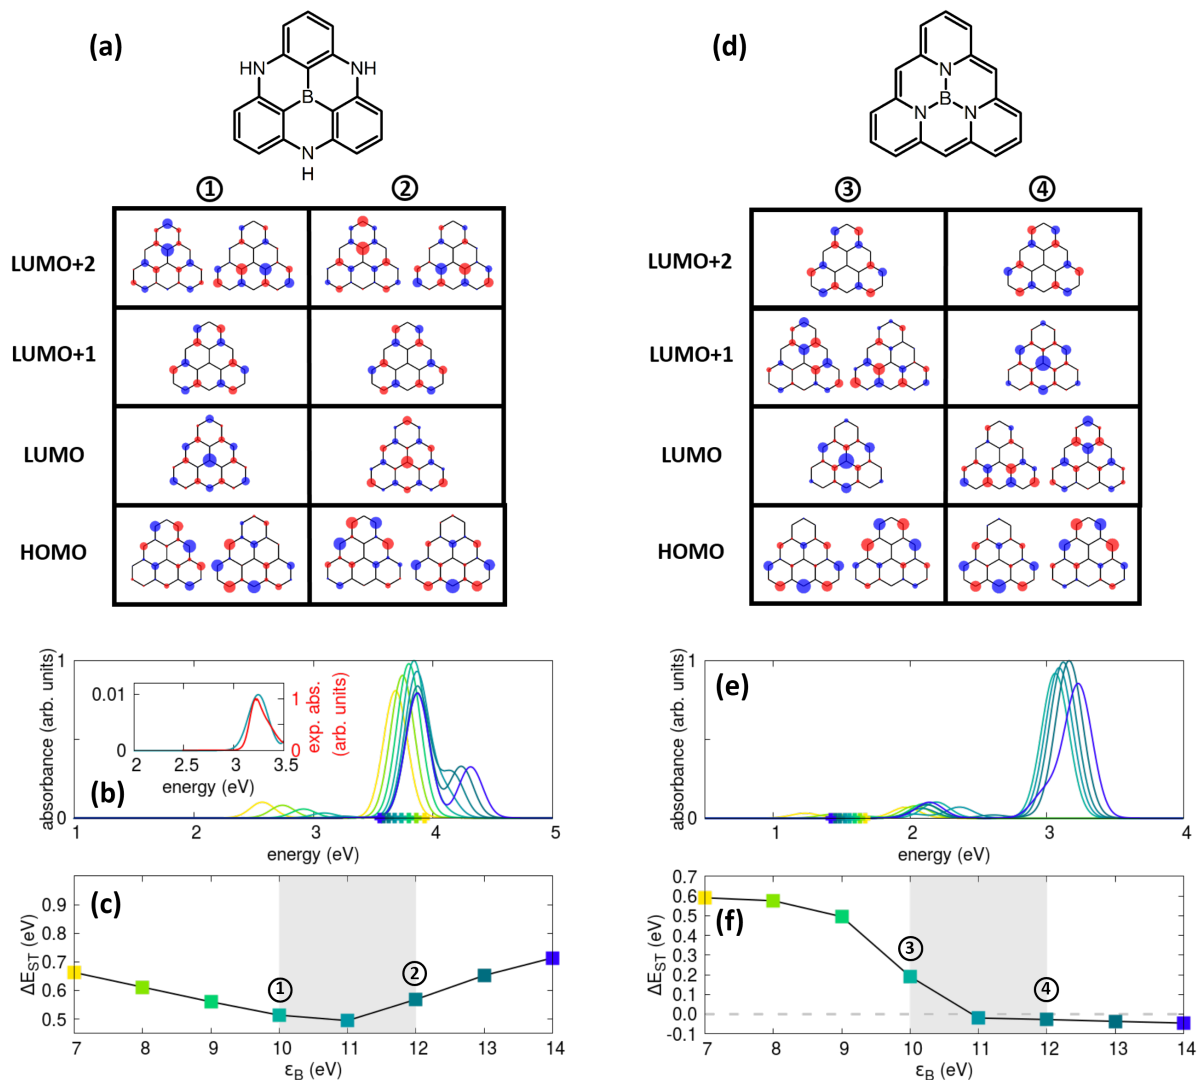 (a)
HN
NH
B
N
H
① ②
LUMO+2
LUMO+1
LUMO
HOMO
absorbance (arb. units)
1
0
0.01
0
1
0
exp. abs.
(arb. units)
2 2.5 3 3.5
energy (eV)
(b)
1 2 3 4 5
energy (eV)
(c)
ΔE_ST (eV)
0.9
0.8
0.7
0.6
0.5
① ②
7 8 9 10 11 12 13 14
ε_B (eV)
(d)
N
B
N N
③ ④
LUMO+2
LUMO+1
LUMO
HOMO
(e)
absorbance (arb. units)
1
0
1 2 3 4
energy (eV)
(f)
ΔE_ST (eV)
0.7
0.6
0.5
0.4
0.3
0.2
0.1
0.0
-0.1
③ ④
7 8 9 10 11 12 13 14
ε_B (eV)